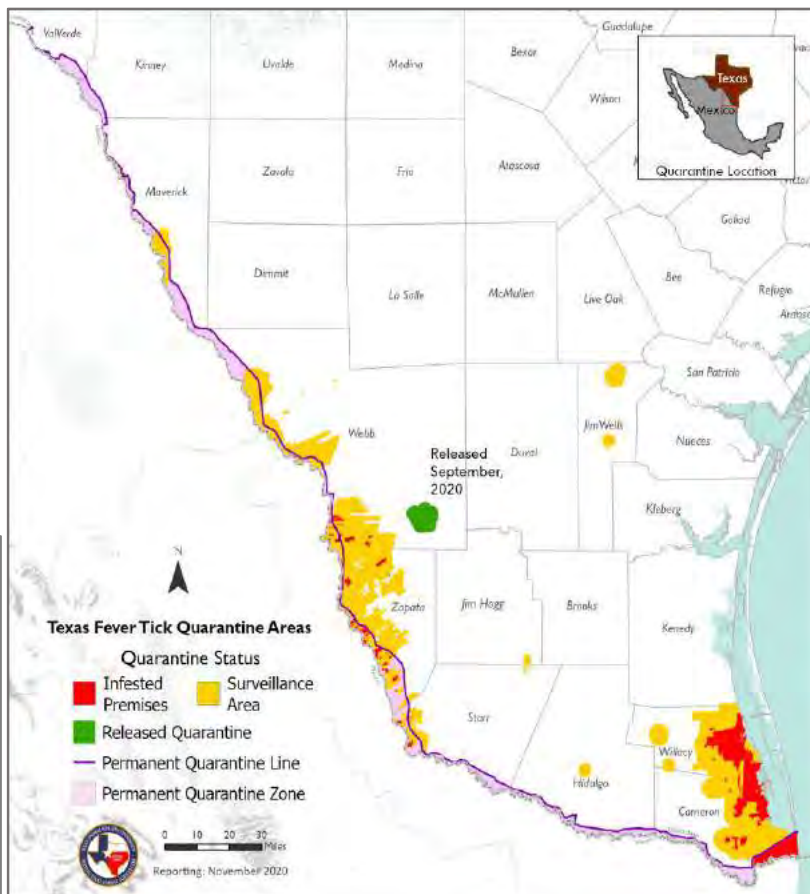 ValVerde
Kinney
Uvalde
Medina
Bexar
Guadalupe
Wilson
Texas
Mexico
Quarantine Location
Maverick
Zavala
Frio
Atascosa
Goliad
Dimmit
La Salle
McMullen
Live Oak
Bee
Refugio
San Patricio
Webb
Duval
Jim Wells
Nueces
Released
September,
2020
Kleberg
N
Zapata
Jim Hogg
Brooks
Kenedy
Texas Fever Tick Quarantine Areas
Quarantine Status
Infested
Premises
Surveillance
Area
Released Quarantine
Permanent Quarantine Line
Permanent Quarantine Zone
Starr
Hidalgo
Willacy
Cameron
0 10 20 30
Miles
Reporting: November 2020